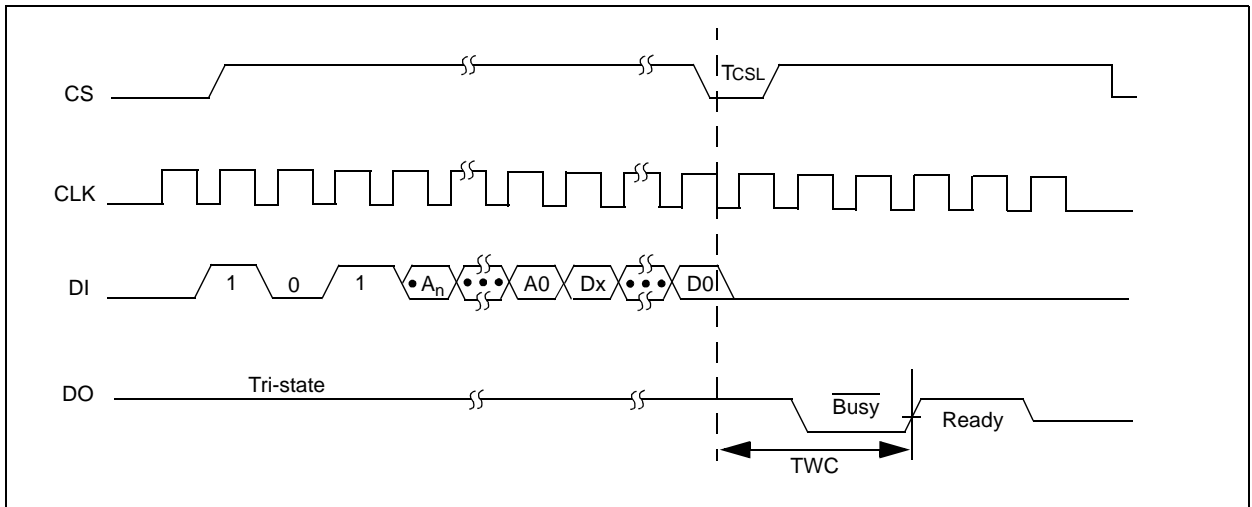 CS
TCSL
CLK
DI
1 0 1 • An • • • A0 Dx • • • D0
DO
Tri-state
Busy
Ready
TWC